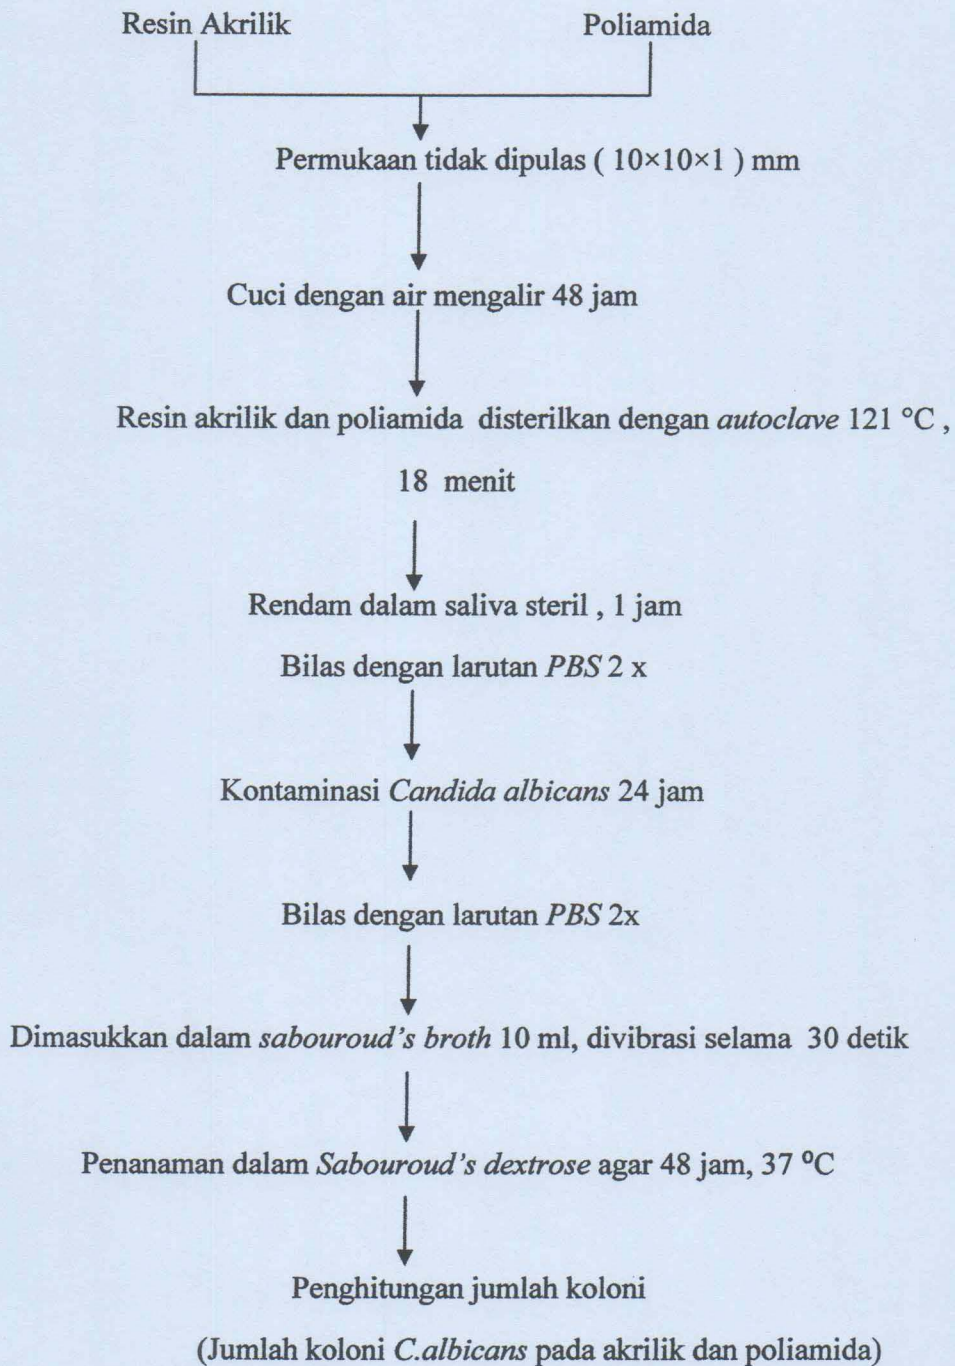 Resin Akrilik Poliamida
Permukaan tidak dipulas ( 10×10×1 ) mm
Cuci dengan air mengalir 48 jam
Resin akrilik dan poliamida disterilkan dengan autoclave 121 °C ,
18 menit
Rendam dalam saliva steril , 1 jam
Bilas dengan larutan PBS 2 x
Kontaminasi Candida albicans 24 jam
Bilas dengan larutan PBS 2x
Dimasukkan dalam sabouroud's broth 10 ml, divibrasi selama 30 detik
Penanaman dalam Sabouroud's dextrose agar 48 jam, 37 ⁰C
Penghitungan jumlah koloni
(Jumlah koloni C.albicans pada akrilik dan poliamida)